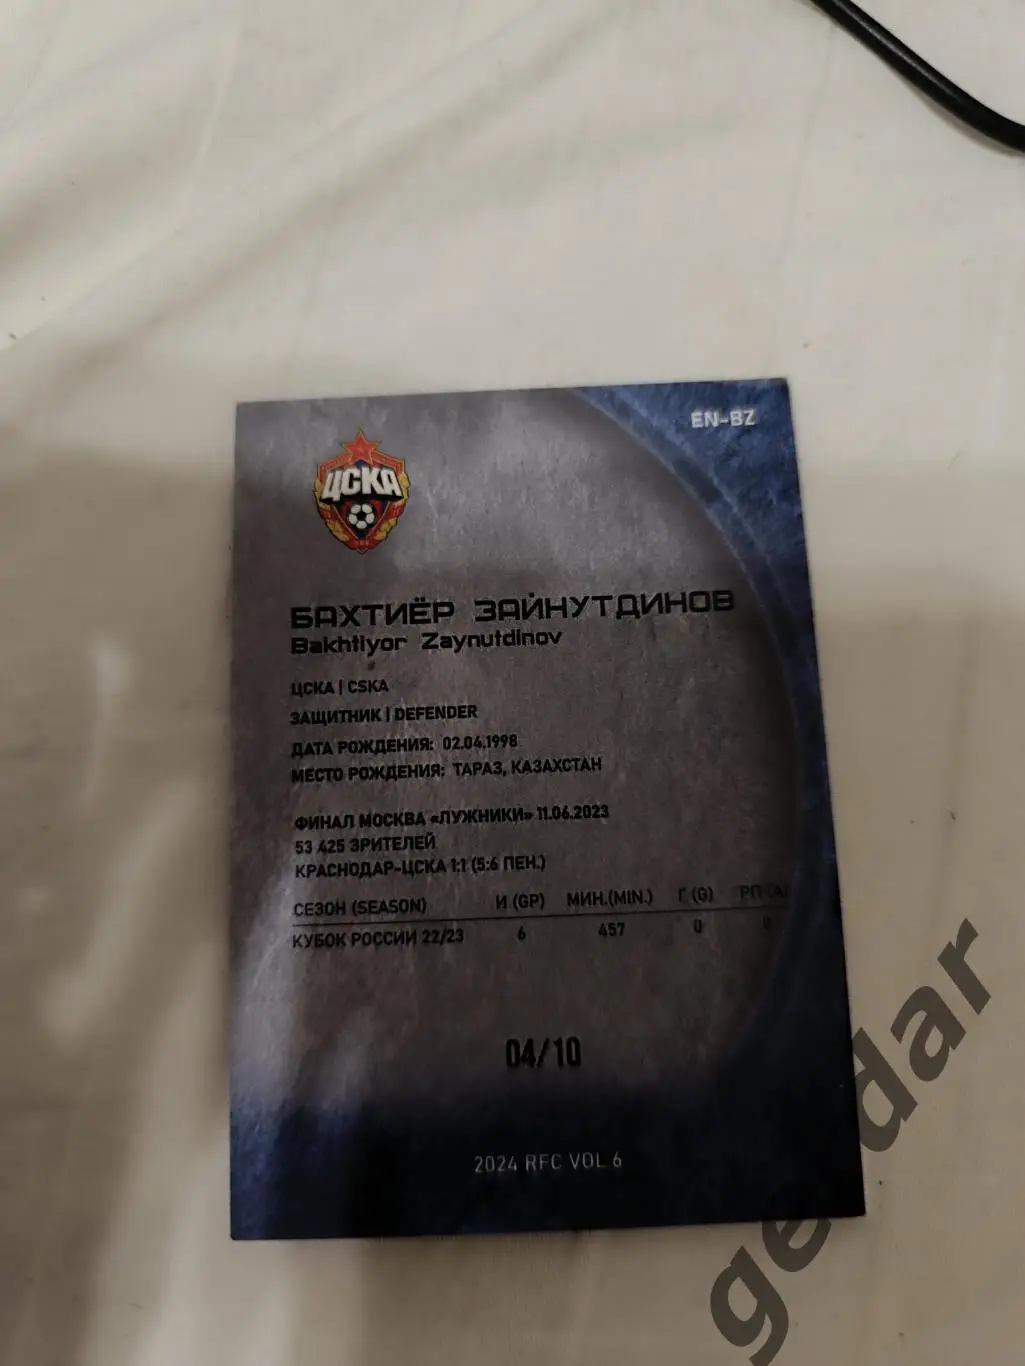 EN-BZ
ЦСКА
БАХТИЁР ЗАЙНУТДИНОВ
Bakhtiyor Zaynutdinov
ЦСКА | CSKA
ЗАЩИТНИК | DEFENDER
ДАТА РОЖДЕНИЯ: 02.04.1998
МЕСТО РОЖДЕНИЯ: ТАРАЗ, КАЗАХСТАН
ФИНАЛ МОСКВА «ЛУЖНИКИ» 11.06.2023
53 425 ЗРИТЕЛЕЙ
КРАСНОДАР-ЦСКА 1:1 (5:6 ПЕН.)
СЕЗОН (SEASON) И (GP) МИН.(MIN.) Г (G) РП (A)
КУБОК РОССИИ 22/23 6 457 0 0
04/10
2024 RFC VOL.6